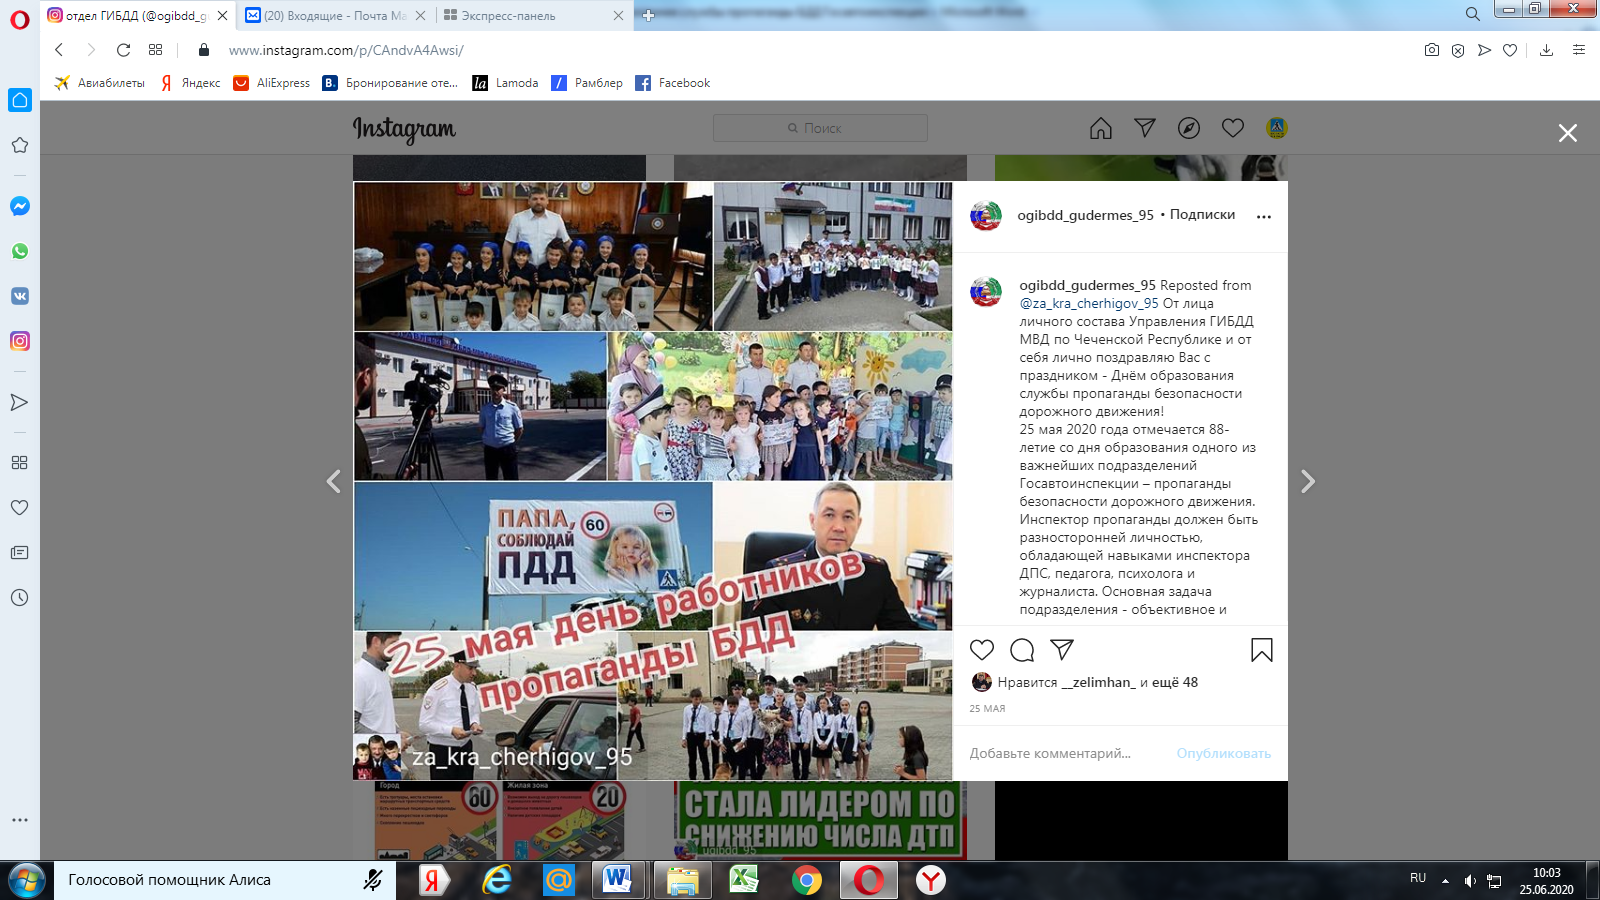 отдел ГИБДД (@ogibdd_g
(20) Входящие - Почта Ма
Экспресс-панель
www.instagram.com/p/CAndvA4Awsi/
Авиабилеты
Яндекс
AliExpress
Бронирование оте...
Lamoda
Рамблер
Facebook
Instagram
Поиск
ПАПА,
СОБЛЮДАЙ
ПДД
60
25 мая день работников
пропаганды БДД
za_kra_cherhigov_95
ogibdd_gudermes_95 • Подписки
ogibdd_gudermes_95 Reposted from
@za_kra_cherhigov_95 От лица
личного состава Управления ГИБДД
МВД по Чеченской Республике и от
себя лично поздравляю Вас с
праздником - Днём образования
службы пропаганды безопасности
дорожного движения!
25 мая 2020 года отмечается 88-
летие со дня образования одного из
важнейших подразделений
Госавтоинспекции – пропаганды
безопасности дорожного движения.
Инспектор пропаганды должен быть
разносторонней личностью,
обладающей навыками инспектора
ДПС, педагога, психолога и
журналиста. Основная задача
подразделения - объективное и
Нравится __zelimhan_ и ещё 48
25 МАЯ
Добавьте комментарий...
Опубликовать
Город
60
Жилая зона
20
СТАЛА ЛИДЕРОМ ПО
СНИЖЕНИЮ ЧИСЛА ДТП
ogibdd_95
Голосовой помощник Алиса
RU
10:03
25.06.2020